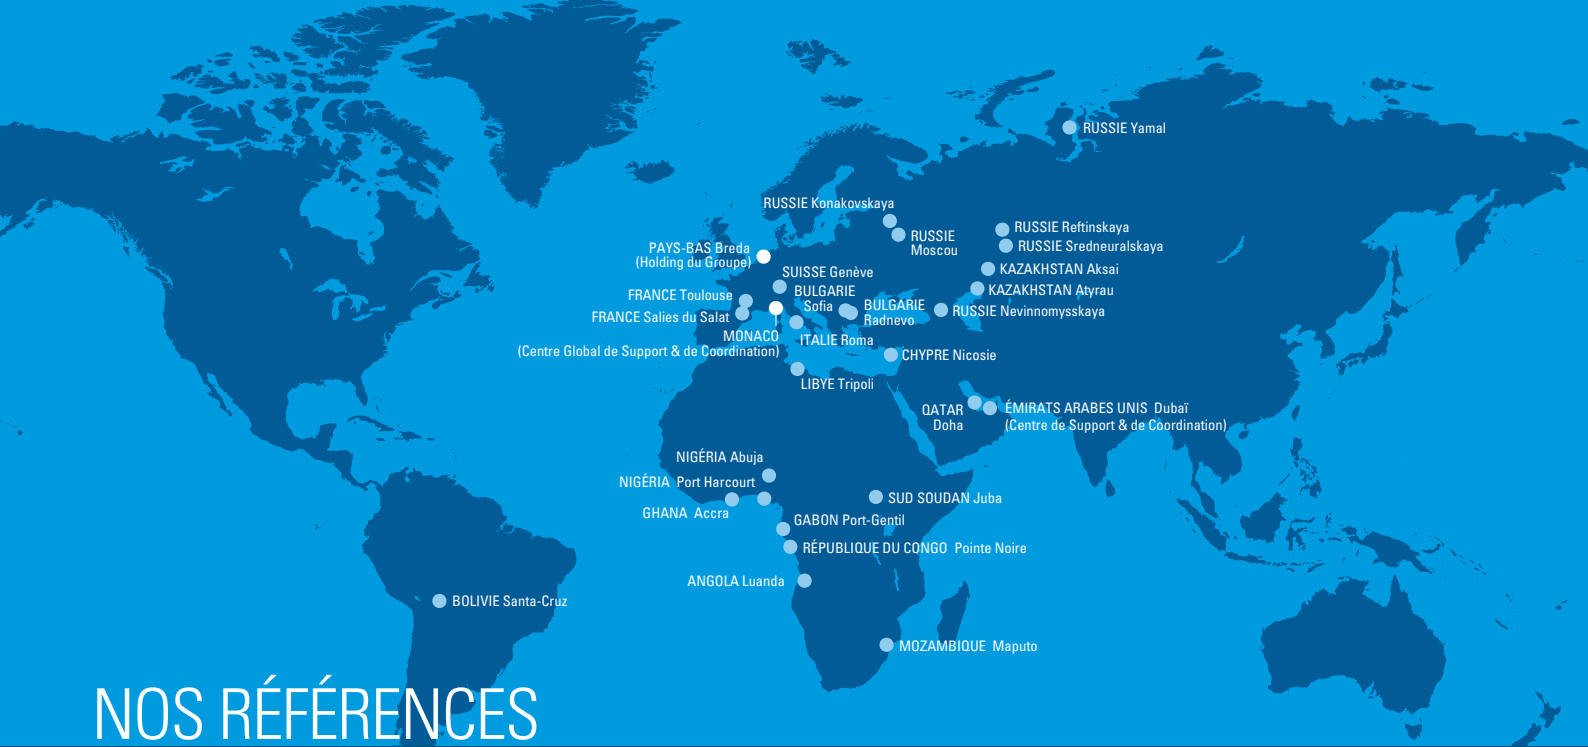 RUSSIE Yamal
RUSSIE Konakovskaya
RUSSIE
Moscou
RUSSIE Reftinskaya
RUSSIE Sredneuralskaya
PAYS-BAS Breda
(Holding du Groupe)
SUISSE Genève
KAZAKHSTAN Aksai
KAZAKHSTAN Atyrau
FRANCE Toulouse
BULGARIE
Sofia
BULGARIE
Radnevo
RUSSIE Nevinnomysskaya
FRANCE Salies du Salat
MONACO
(Centre Global de Support & de Coordination)
ITALIE Roma
CHYPRE Nicosie
LIBYE Tripoli
QATAR
Doha
ÉMIRATS ARABES UNIS Dubaï
(Centre de Support & de Coordination)
NIGÉRIA Abuja
NIGÉRIA Port Harcourt
GHANA Accra
SUD SOUDAN Juba
GABON Port-Gentil
RÉPUBLIQUE DU CONGO Pointe Noire
ANGOLA Luanda
BOLIVIE Santa-Cruz
MOZAMBIQUE Maputo
NOS RÉFÉRENCES